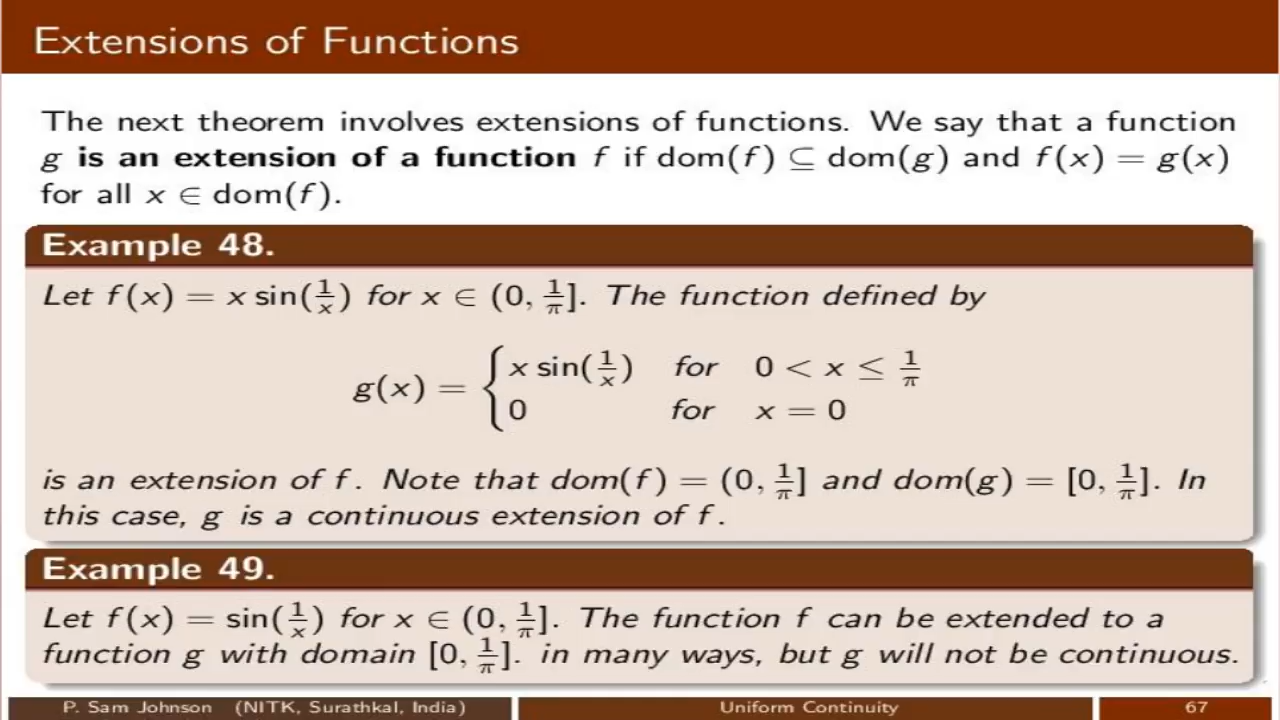 Extensions of Functions
The next theorem involves extensions of functions. We say that a function
g is an extension of a function f if dom(f) ⊆ dom(g) and f(x) = g(x)
for all x ∈ dom(f).
Example 48.
Let f(x) = x sin(1/x) for x ∈ (0, 1/π]. The function defined by
g(x) = { x sin(1/x) for 0 < x ≤ 1/π
0 for x = 0
is an extension of f. Note that dom(f) = (0, 1/π] and dom(g) = [0, 1/π]. In
this case, g is a continuous extension of f.
Example 49.
Let f(x) = sin(1/x) for x ∈ (0, 1/π]. The function f can be extended to a
function g with domain [0, 1/π]. in many ways, but g will not be continuous.
P. Sam Johnson (NITK, Surathkal, India) Uniform Continuity 67